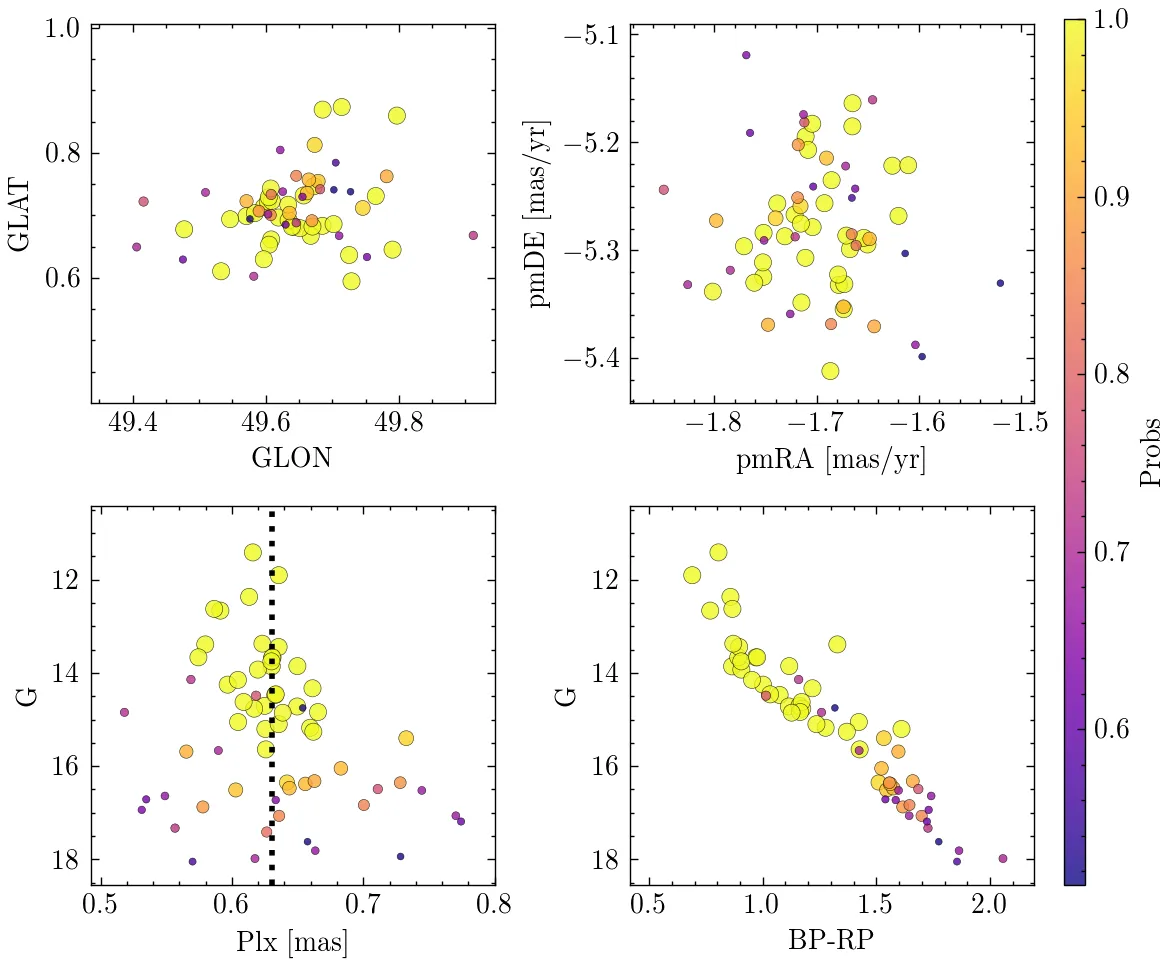 1.0
0.8
0.6
GLAT
49.4 49.6 49.8
GLON
−5.1
−5.2
−5.3
−5.4
pmDE [mas/yr]
−1.8 −1.7 −1.6 −1.5
pmRA [mas/yr]
12
14
16
18
G
0.5 0.6 0.7 0.8
Plx [mas]
12
14
16
18
G
0.5 1.0 1.5 2.0
BP-RP
1.0
0.9
0.8
0.7
0.6
Probs